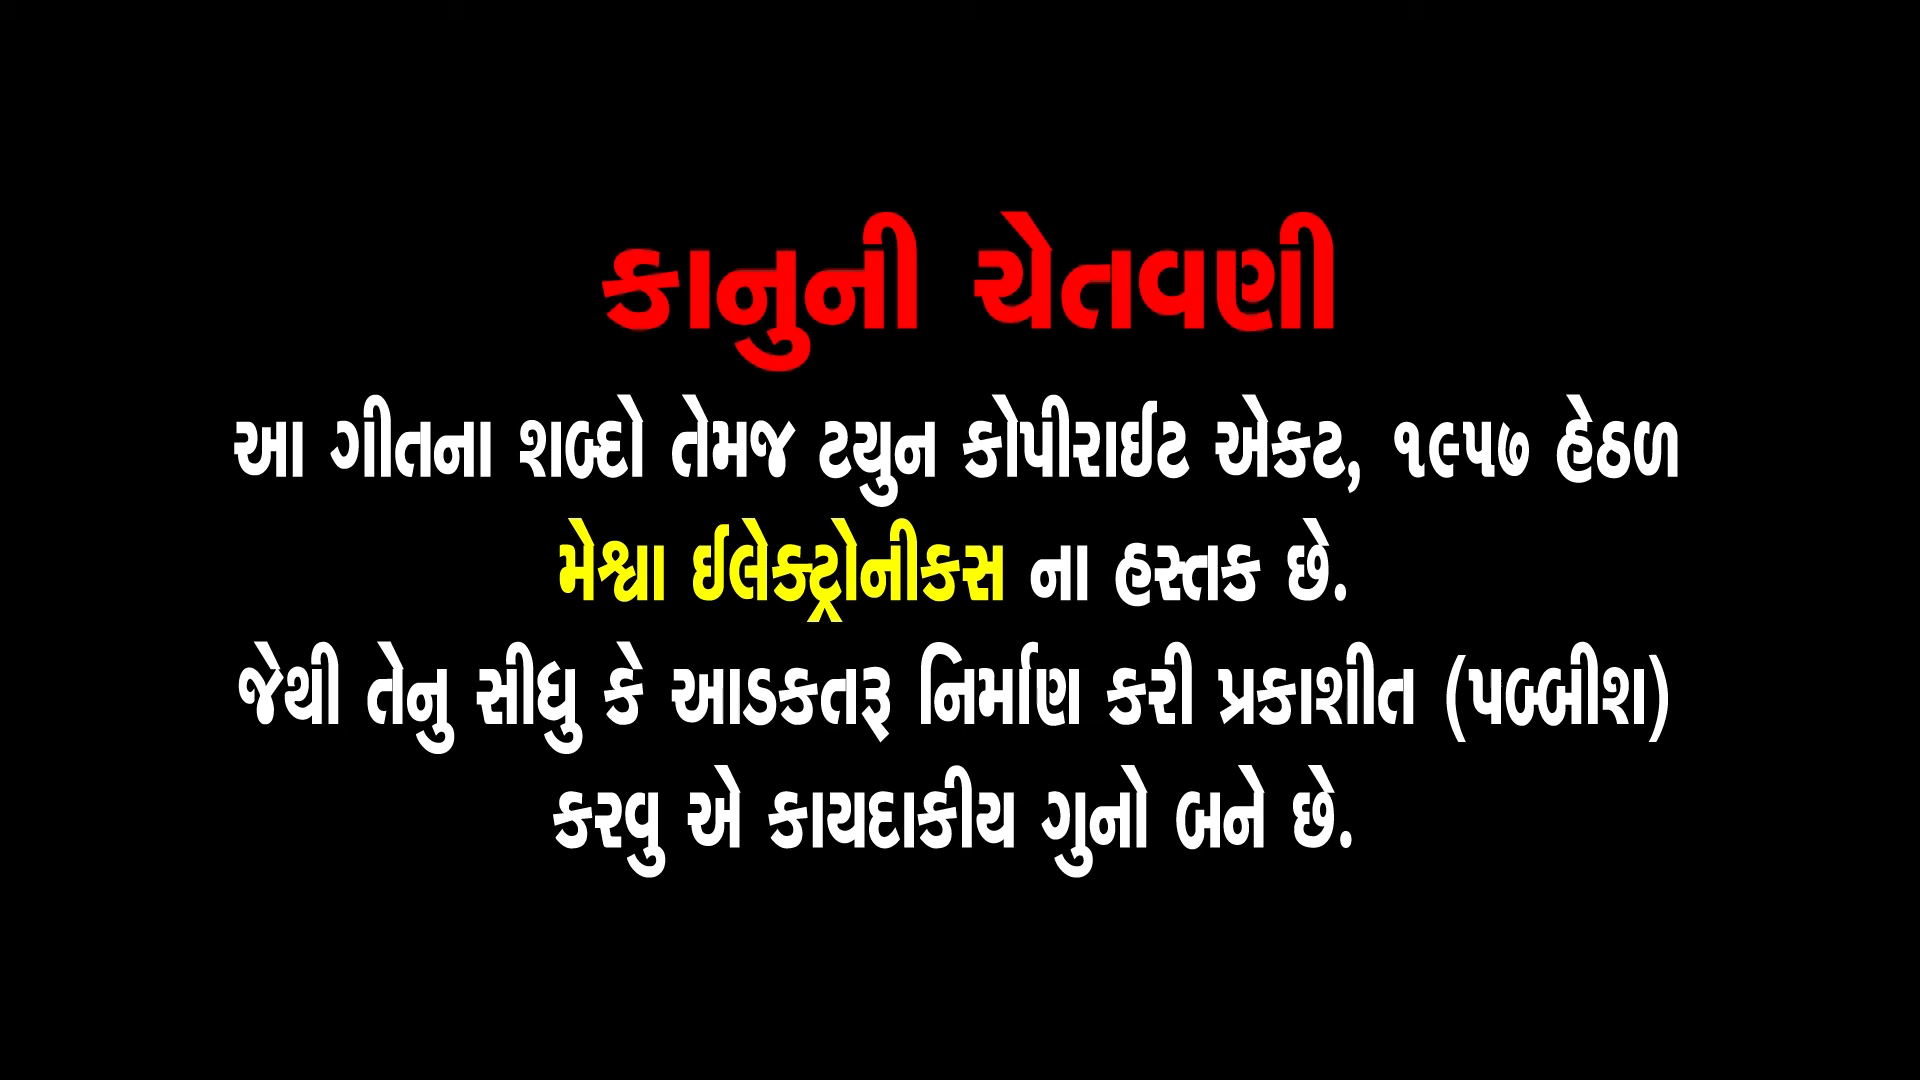 કાનુની ચેતવણી
આ ગીતના શબ્દો તેમજ ટયુન કોપીરાઈટ એકટ, ૧૯૫૭ હેઠળ
મેશ્વા ઈલેક્ટ્રોનીકસ ના હસ્તક છે.
જેથી તેનુ સીધુ કે આડકતરૂ નિર્માણ કરી પ્રકાશીત (પબ્બીશ)
કરવુ એ કાયદાકીય ગુનો બને છે.